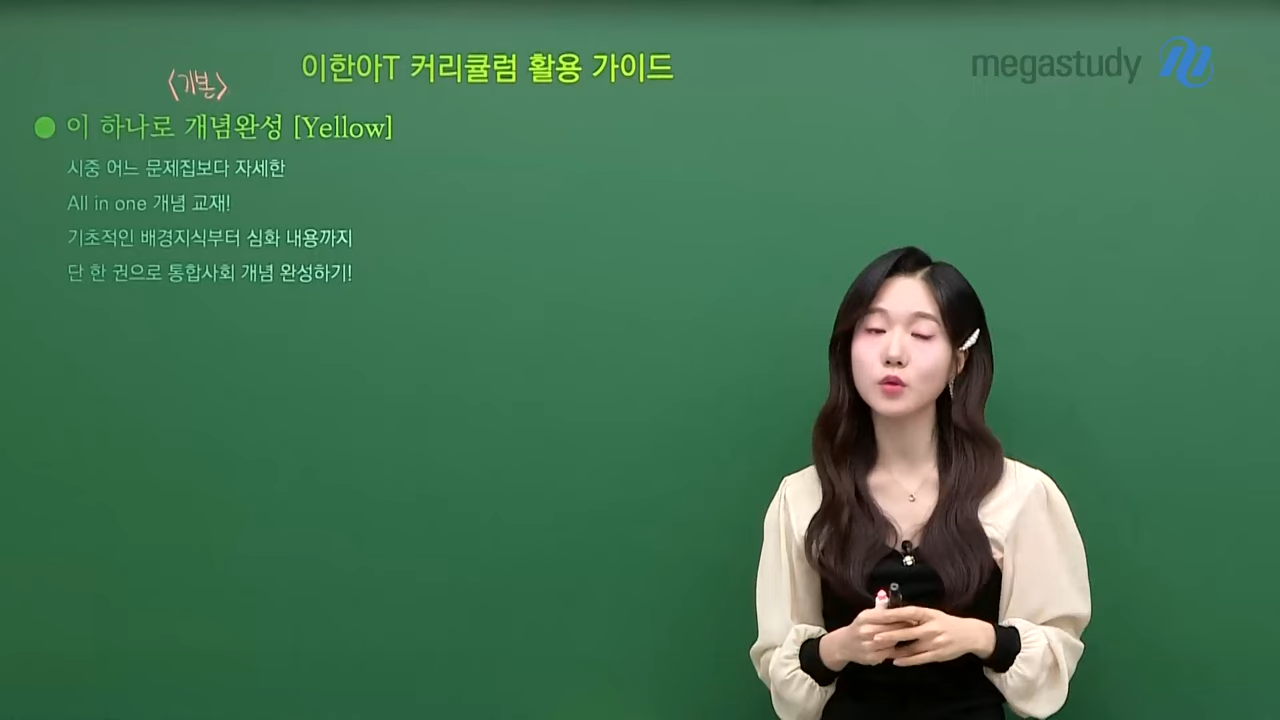 이한아T 커리큘럼 활용 가이드
megastudy
<기본>
이 하나로 개념완성 [Yellow]
시중 어느 문제집보다 자세한
All in one 개념 교재!
기초적인 배경지식부터 심화 내용까지
단 한 권으로 통합사회 개념 완성하기!